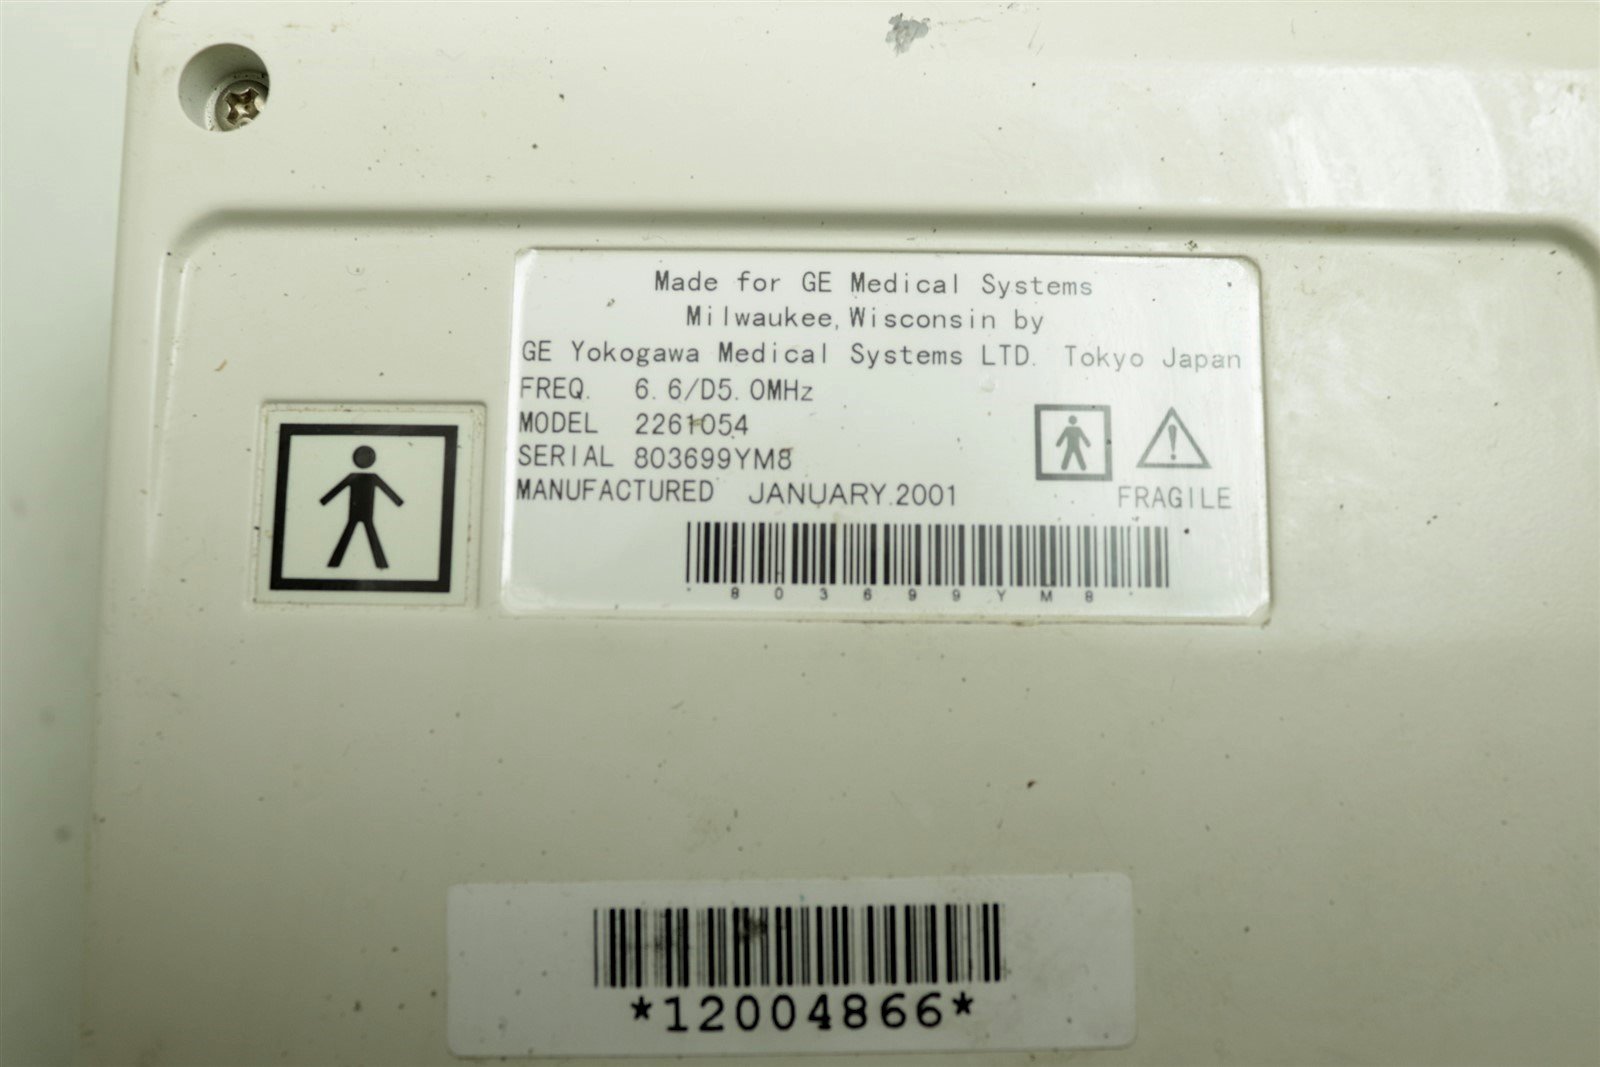 Made for GE Medical Systems
Milwaukee, Wisconsin by
GE Yokogawa Medical Systems LTD. Tokyo Japan
FREQ. 6.6/D5.0MHz
MODEL 2261054
SERIAL 803699YM8
MANUFACTURED JANUARY.2001
FRAGILE
803699YM8
*12004866*